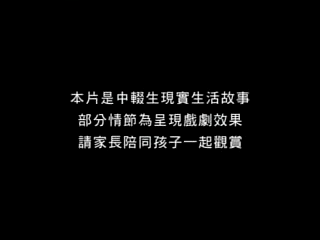 本片是中輟生現實生活故事
部分情節為呈現戲劇效果
請家長陪同孩子一起觀賞